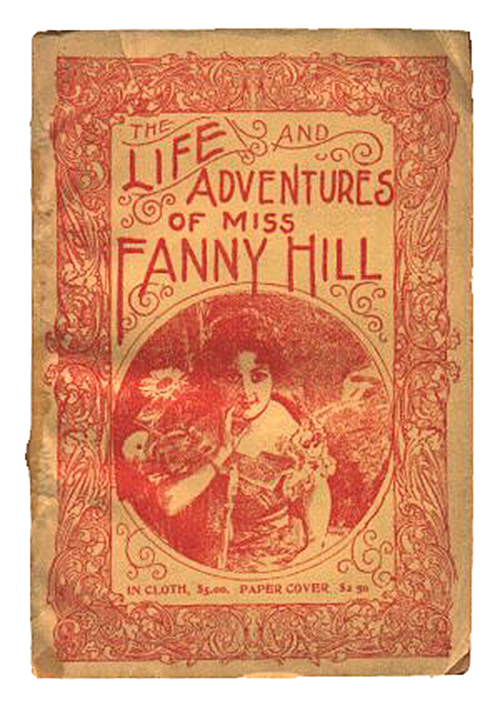 THE
LIFE AND
ADVENTURES
OF MISS
FANNY HILL
IN CLOTH, $5.00, PAPER COVER, $2 50